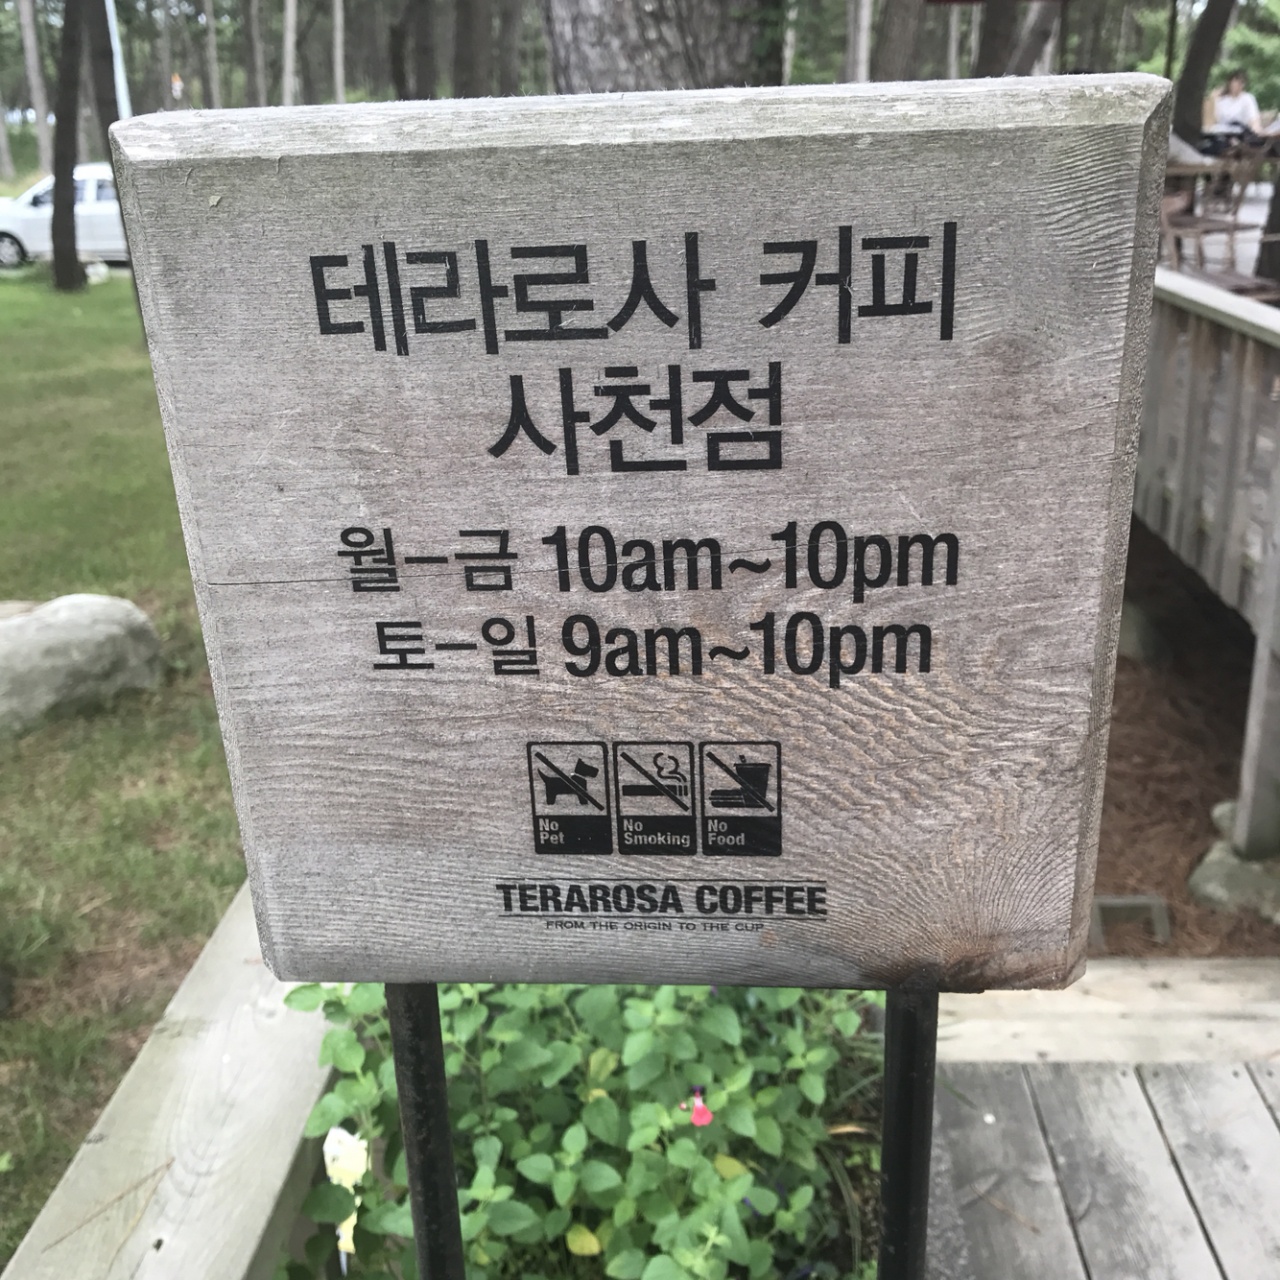 테라로사 커피
사천점
월-금 10am~10pm
토-일 9am~10pm
No Pet
No Smoking
No Food
TERAROSA COFFEE
FROM THE ORIGIN TO THE CUP